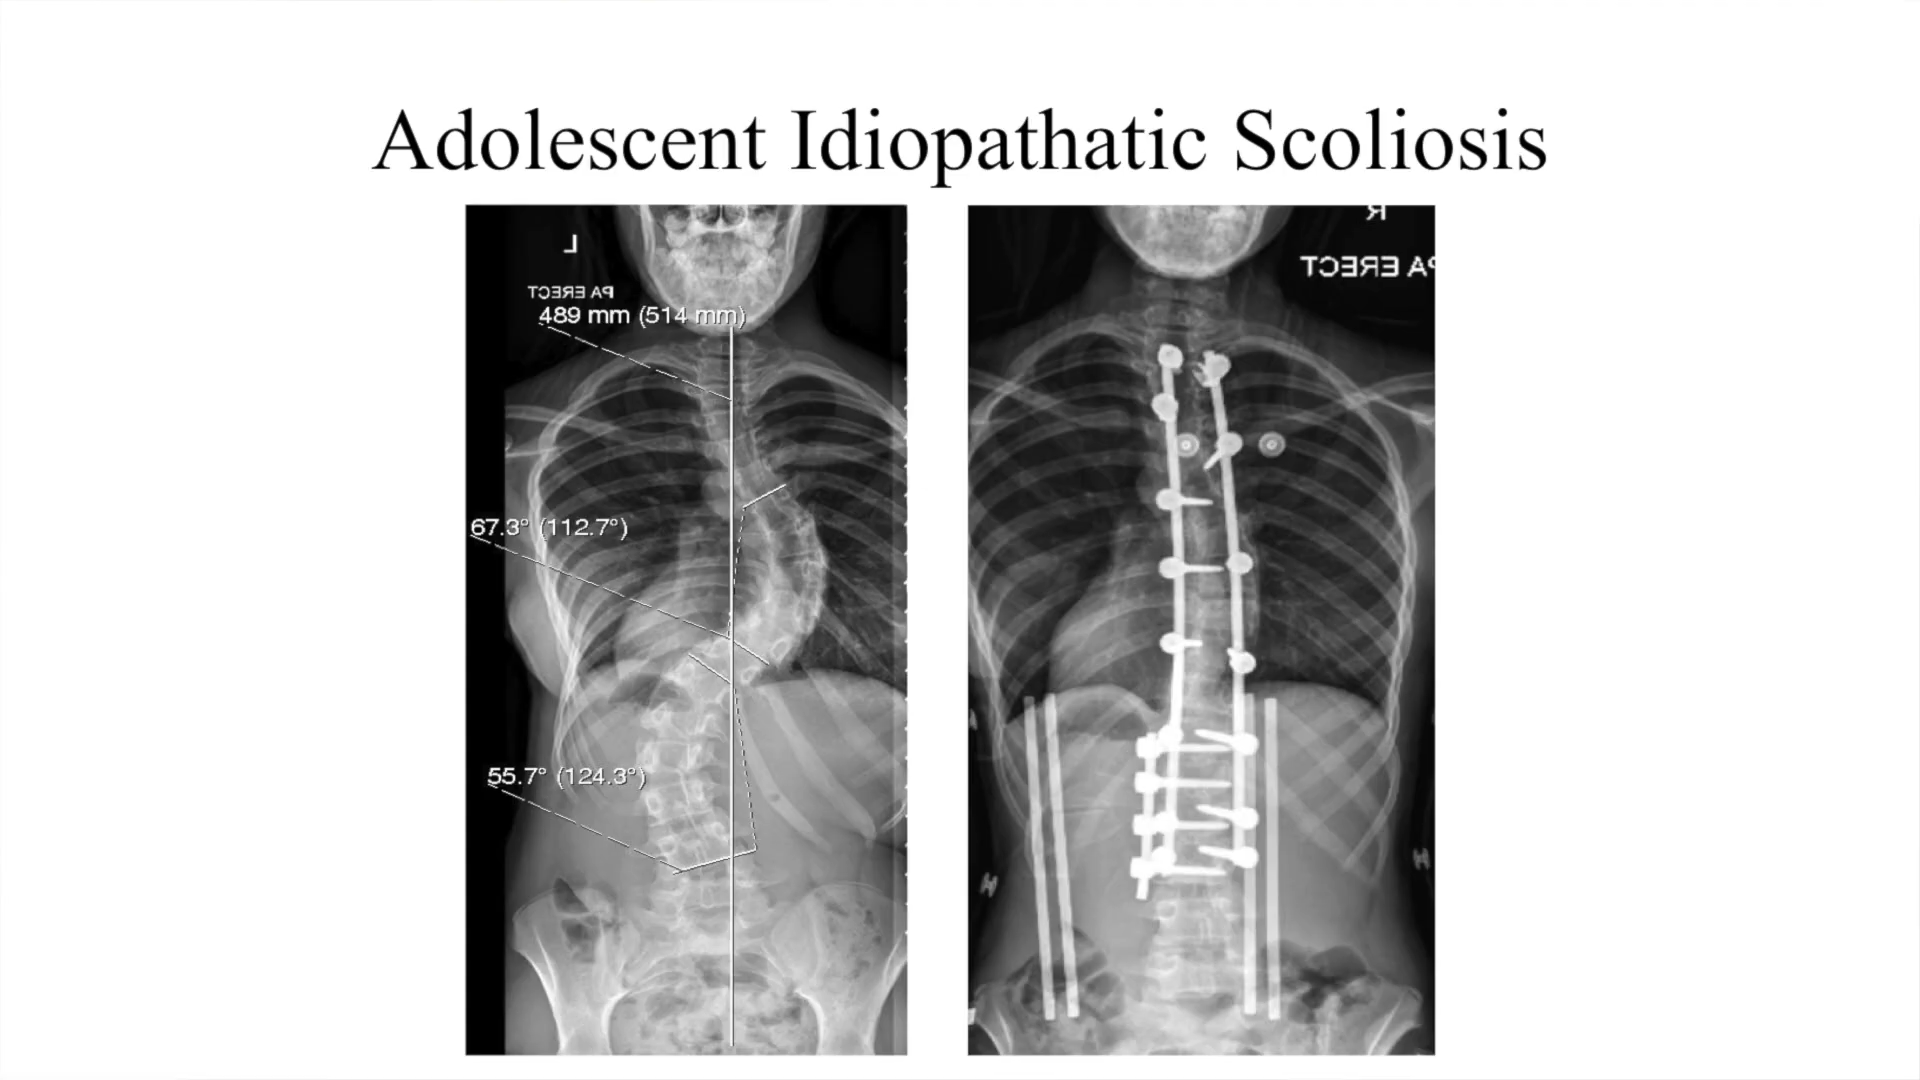 Adolescent Idiopathatic Scoliosis
L
PA ERECT
489 mm (514 mm)
67.3° (112.7°)
55.7° (124.3°)
R
PA ERECT
H
H